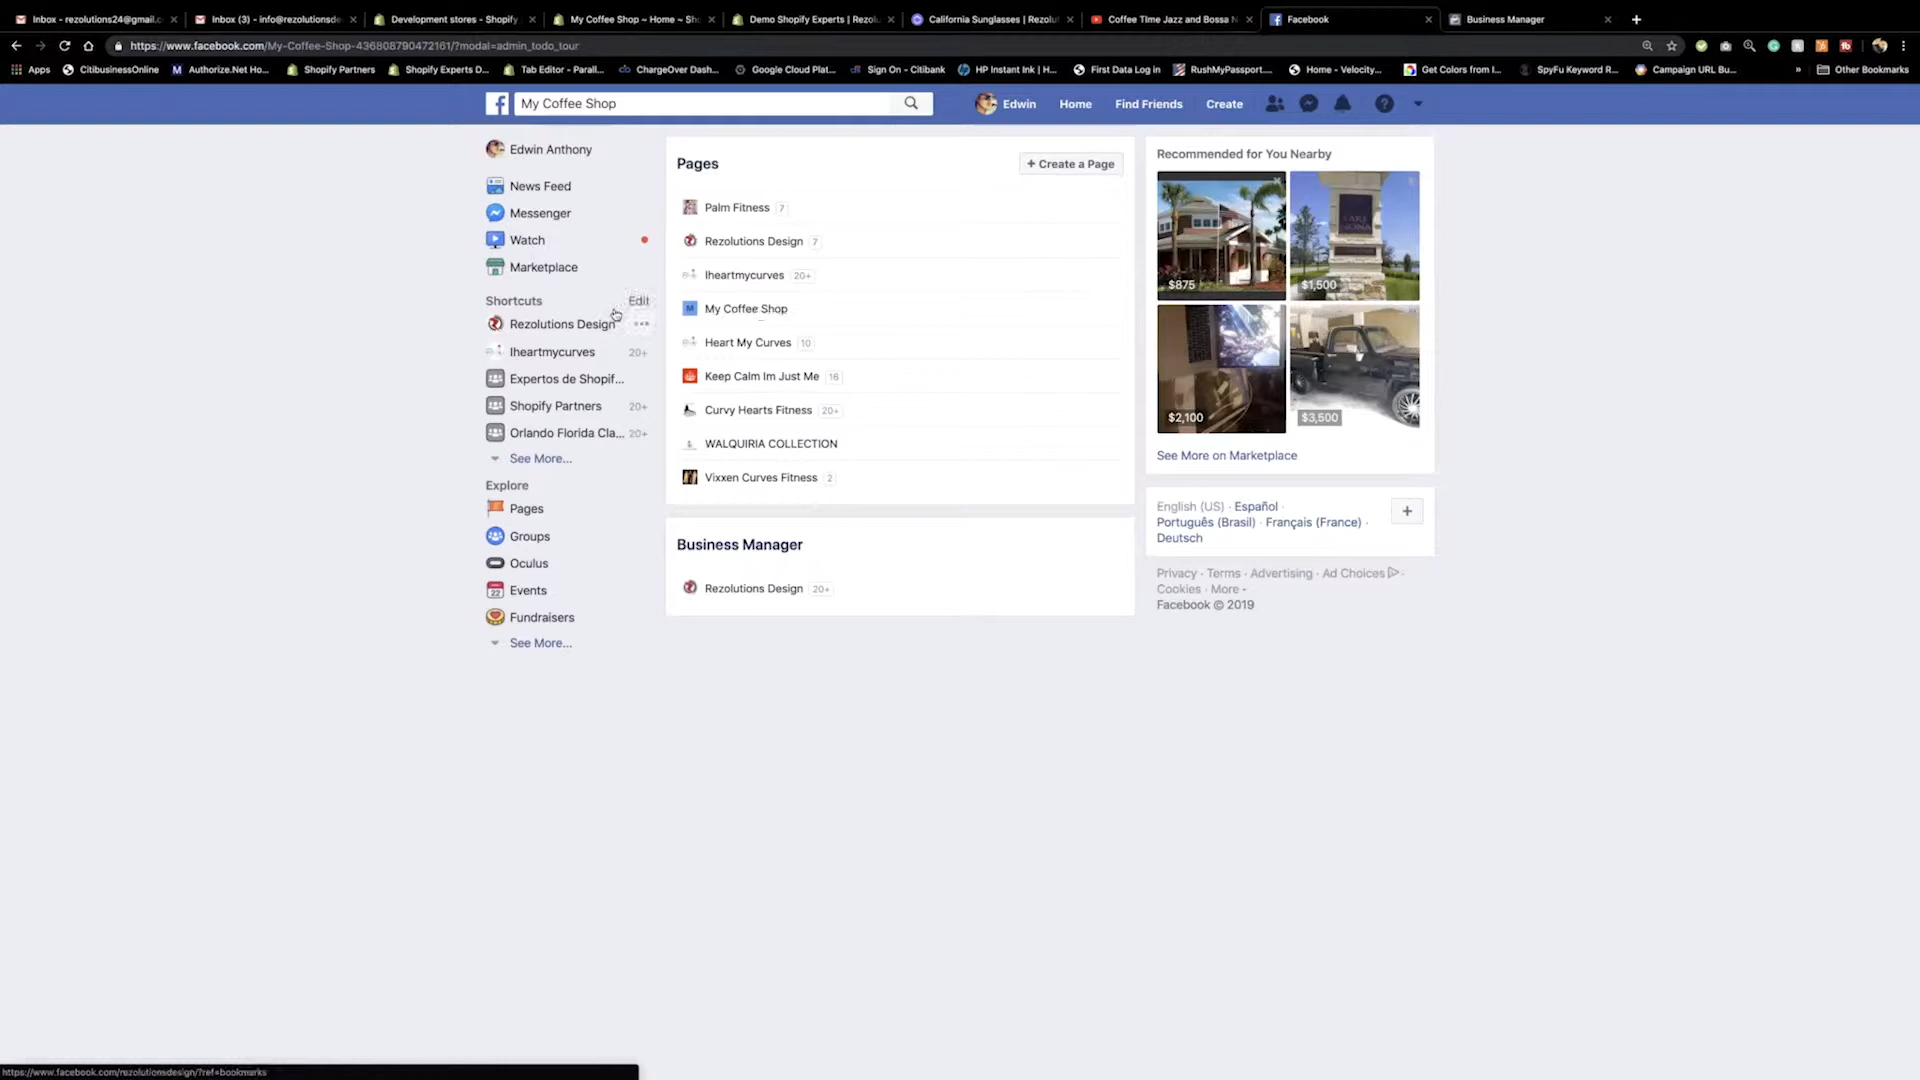 Inbox - rezolutions24@gmail.c
Inbox (3) - info@rezolutionsde
Development stores - Shopify
My Coffee Shop ~ Home ~ Sh
Demo Shopify Experts | Rezolu
California Sunglasses | Rezolu
Coffee TIme Jazz and Bossa N
Facebook
Business Manager
https://www.facebook.com/My-Coffee-Shop-436808790472161/?modal=admin_todo_tour
Apps
CitibusinessOnline
Authorize.Net Ho...
Shopify Partners
Shopify Experts D...
Tab Editor - Parall...
ChargeOver Dash...
Google Cloud Plat...
Sign On - Citibank
HP Instant Ink | H...
First Data Log in
RushMyPassport....
Home - Velocity...
Get Colors from I...
SpyFu Keyword R...
Campaign URL Bu...
»
Other Bookmarks
My Coffee Shop
Edwin
Home
Find Friends
Create
Edwin Anthony
News Feed
Messenger
Watch
Marketplace
Shortcuts
Edit
Rezolutions Design
Iheartmycurves 20+
Expertos de Shopif...
Shopify Partners 20+
Orlando Florida Cla... 20+
See More...
Explore
Pages
Groups
Oculus
22 Events
Fundraisers
See More...
Pages
+ Create a Page
Palm Fitness 7
Rezolutions Design 7
Iheartmycurves 20+
M My Coffee Shop
Heart My Curves 10
Keep Calm Im Just Me 16
Curvy Hearts Fitness 20+
WALQUIRIA COLLECTION
Vixxen Curves Fitness 2
Business Manager
Rezolutions Design 20+
Recommended for You Nearby
$875
$1,500
$2,100
$3,500
See More on Marketplace
English (US) · Español ·
Português (Brasil) · Français (France) ·
Deutsch
+
Privacy · Terms · Advertising · Ad Choices ·
Cookies · More
Facebook © 2019
https://www.facebook.com/rezolutionsdesign/?ref=bookmarks